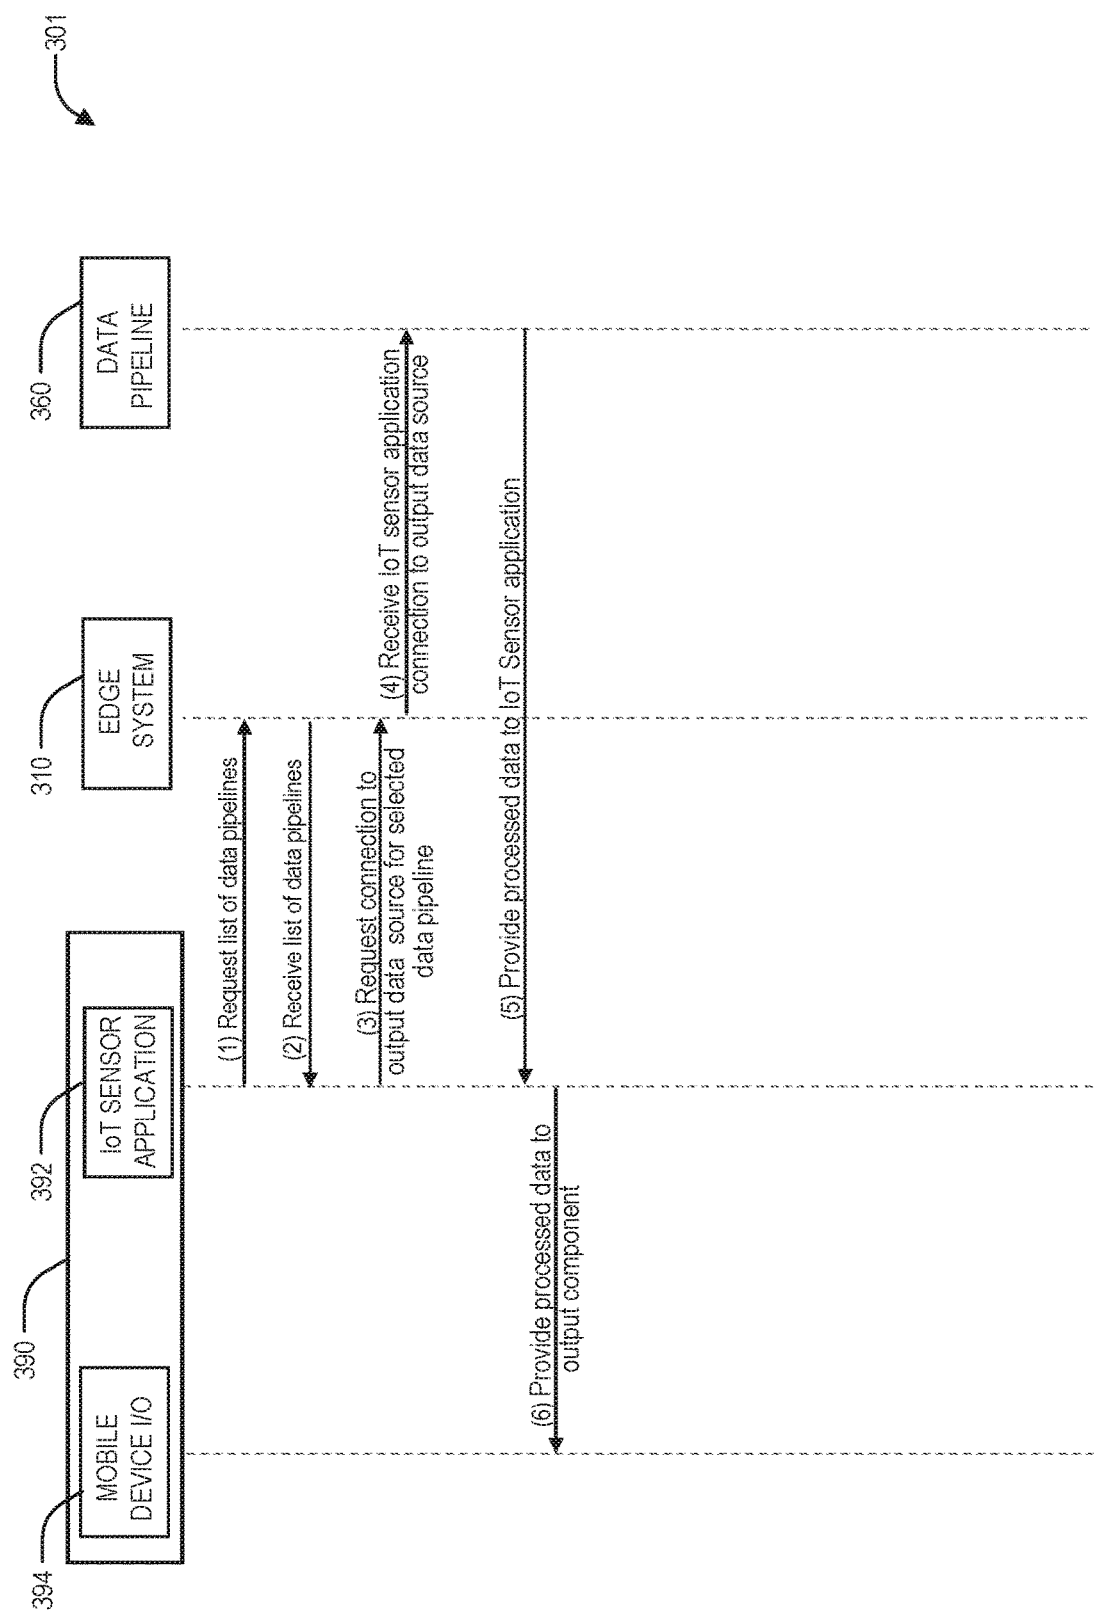 301
394
390
392
310
360
MOBILE
DEVICE I/O
IoT SENSOR
APPLICATION
EDGE
SYSTEM
DATA
PIPELINE
(1) Request list of data pipelines
(2) Receive list of data pipelines
(3) Request connection to
output data source for selected
data pipeline
(4) Receive IoT sensor application
connection to output data source
(5) Provide processed data to IoT Sensor application
(6) Provide processed data to
output component